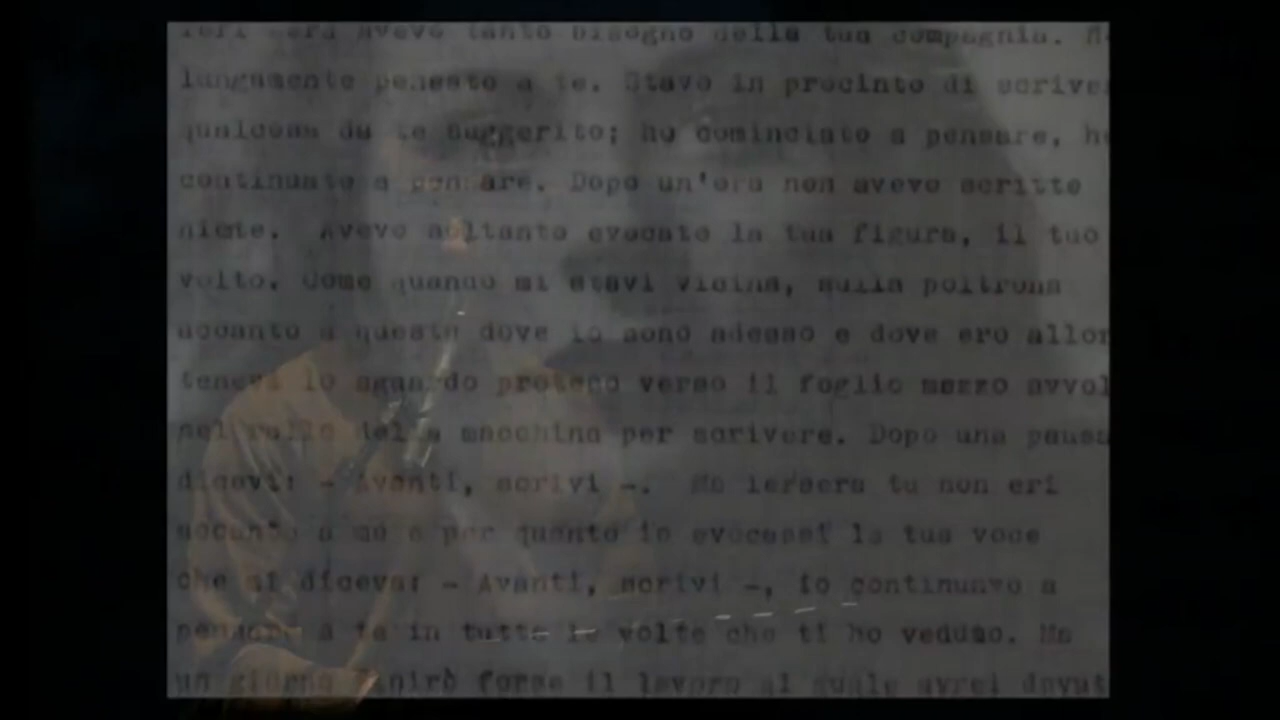 Ieri sera avevo tanto bisogno della tua compagnia.
lungamente pensato a te. Stavo in procinto di scriver
qualcosa da te suggerito; ho cominciato a pensare, ho
continuato a pensare. Dopo un'ora non avevo scritto
niete. Avevo soltanto evocato la tua figura, il tuo
volto. Come quando mi stavi vicina, sulla poltrona
accanto a questa dove io sono adesso e dove ero allor
tenevi lo sguardo proteso verso il foglio mezzo avvol
nel rullo della macchina per scrivere. Dopo una pausa
dicevi: - Avanti, scrivi -. Ma iersera tu non eri
accanto a me e per quanto io evocassi la tua voce
che mi diceva: - Avanti, scrivi -, io continuavo a
pensare a te in tutte le volte che ti ho veduto. Ma
un giorno finirò forse il lavoro al quale avrei dovut